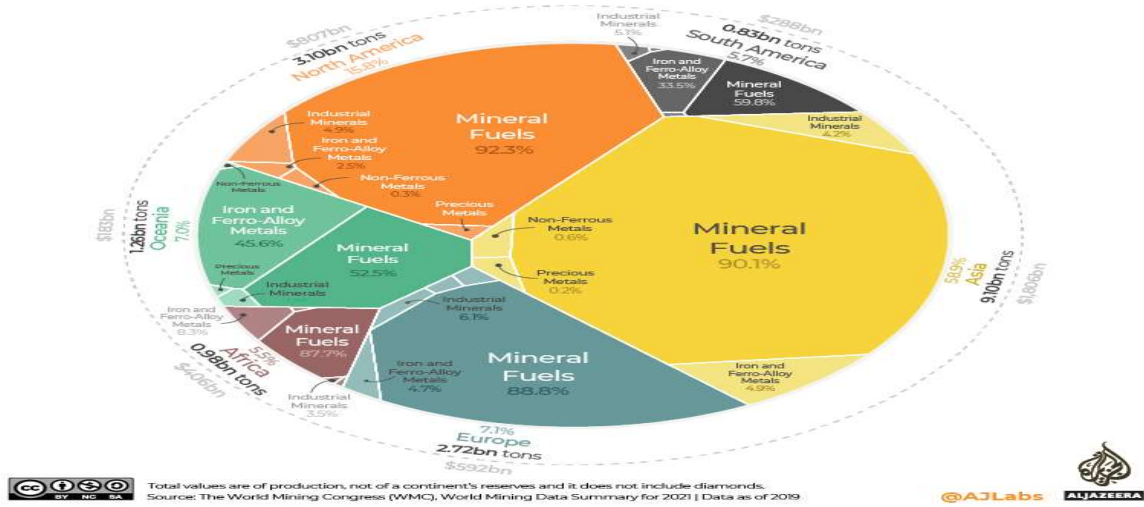 $807bn
3.10bn tons
North America
15.8%
$288bn
0.83bn tons
South America
5.7%
Industrial
Minerals
5.1%
Iron and
Ferro-Alloy
Metals
33.5%
Mineral
Fuels
59.8%
Industrial
Minerals
4.9%
Iron and
Ferro-Alloy
Metals
2.5%
Non-Ferrous
Metals
0.3%
Precious
Metals
Mineral
Fuels
92.3%
Industrial
Minerals
4.2%
Non-Ferrous
Metals
0.6%
Precious
Metals
0.2%
Mineral
Fuels
90.1%
Iron and
Ferro-Alloy
Metals
4.9%
58.9%
Asia
9.10bn tons
$1,806bn
Non-Ferrous
Metals
Iron and
Ferro-Alloy
Metals
45.6%
Mineral
Fuels
52.5%
Precious
Metals
Industrial
Minerals
$183bn
1.26bn tons
Oceania
7.0%
Iron and
Ferro-Alloy
Metals
8.3%
Mineral
Fuels
87.7%
Industrial
Minerals
3.5%
5.5%
Africa
0.98bn tons
$406bn
Industrial
Minerals
6.1%
Iron and
Ferro-Alloy
Metals
4.7%
Mineral
Fuels
88.8%
7.1%
Europe
2.72bn tons
$592bn
CC BY NC SA
Total values are of production, not of a continent's reserves and it does not include diamonds.
Source: The World Mining Congress (WMC), World Mining Data Summary for 2021 | Data as of 2019
@AJLabs
ALJAZEERA